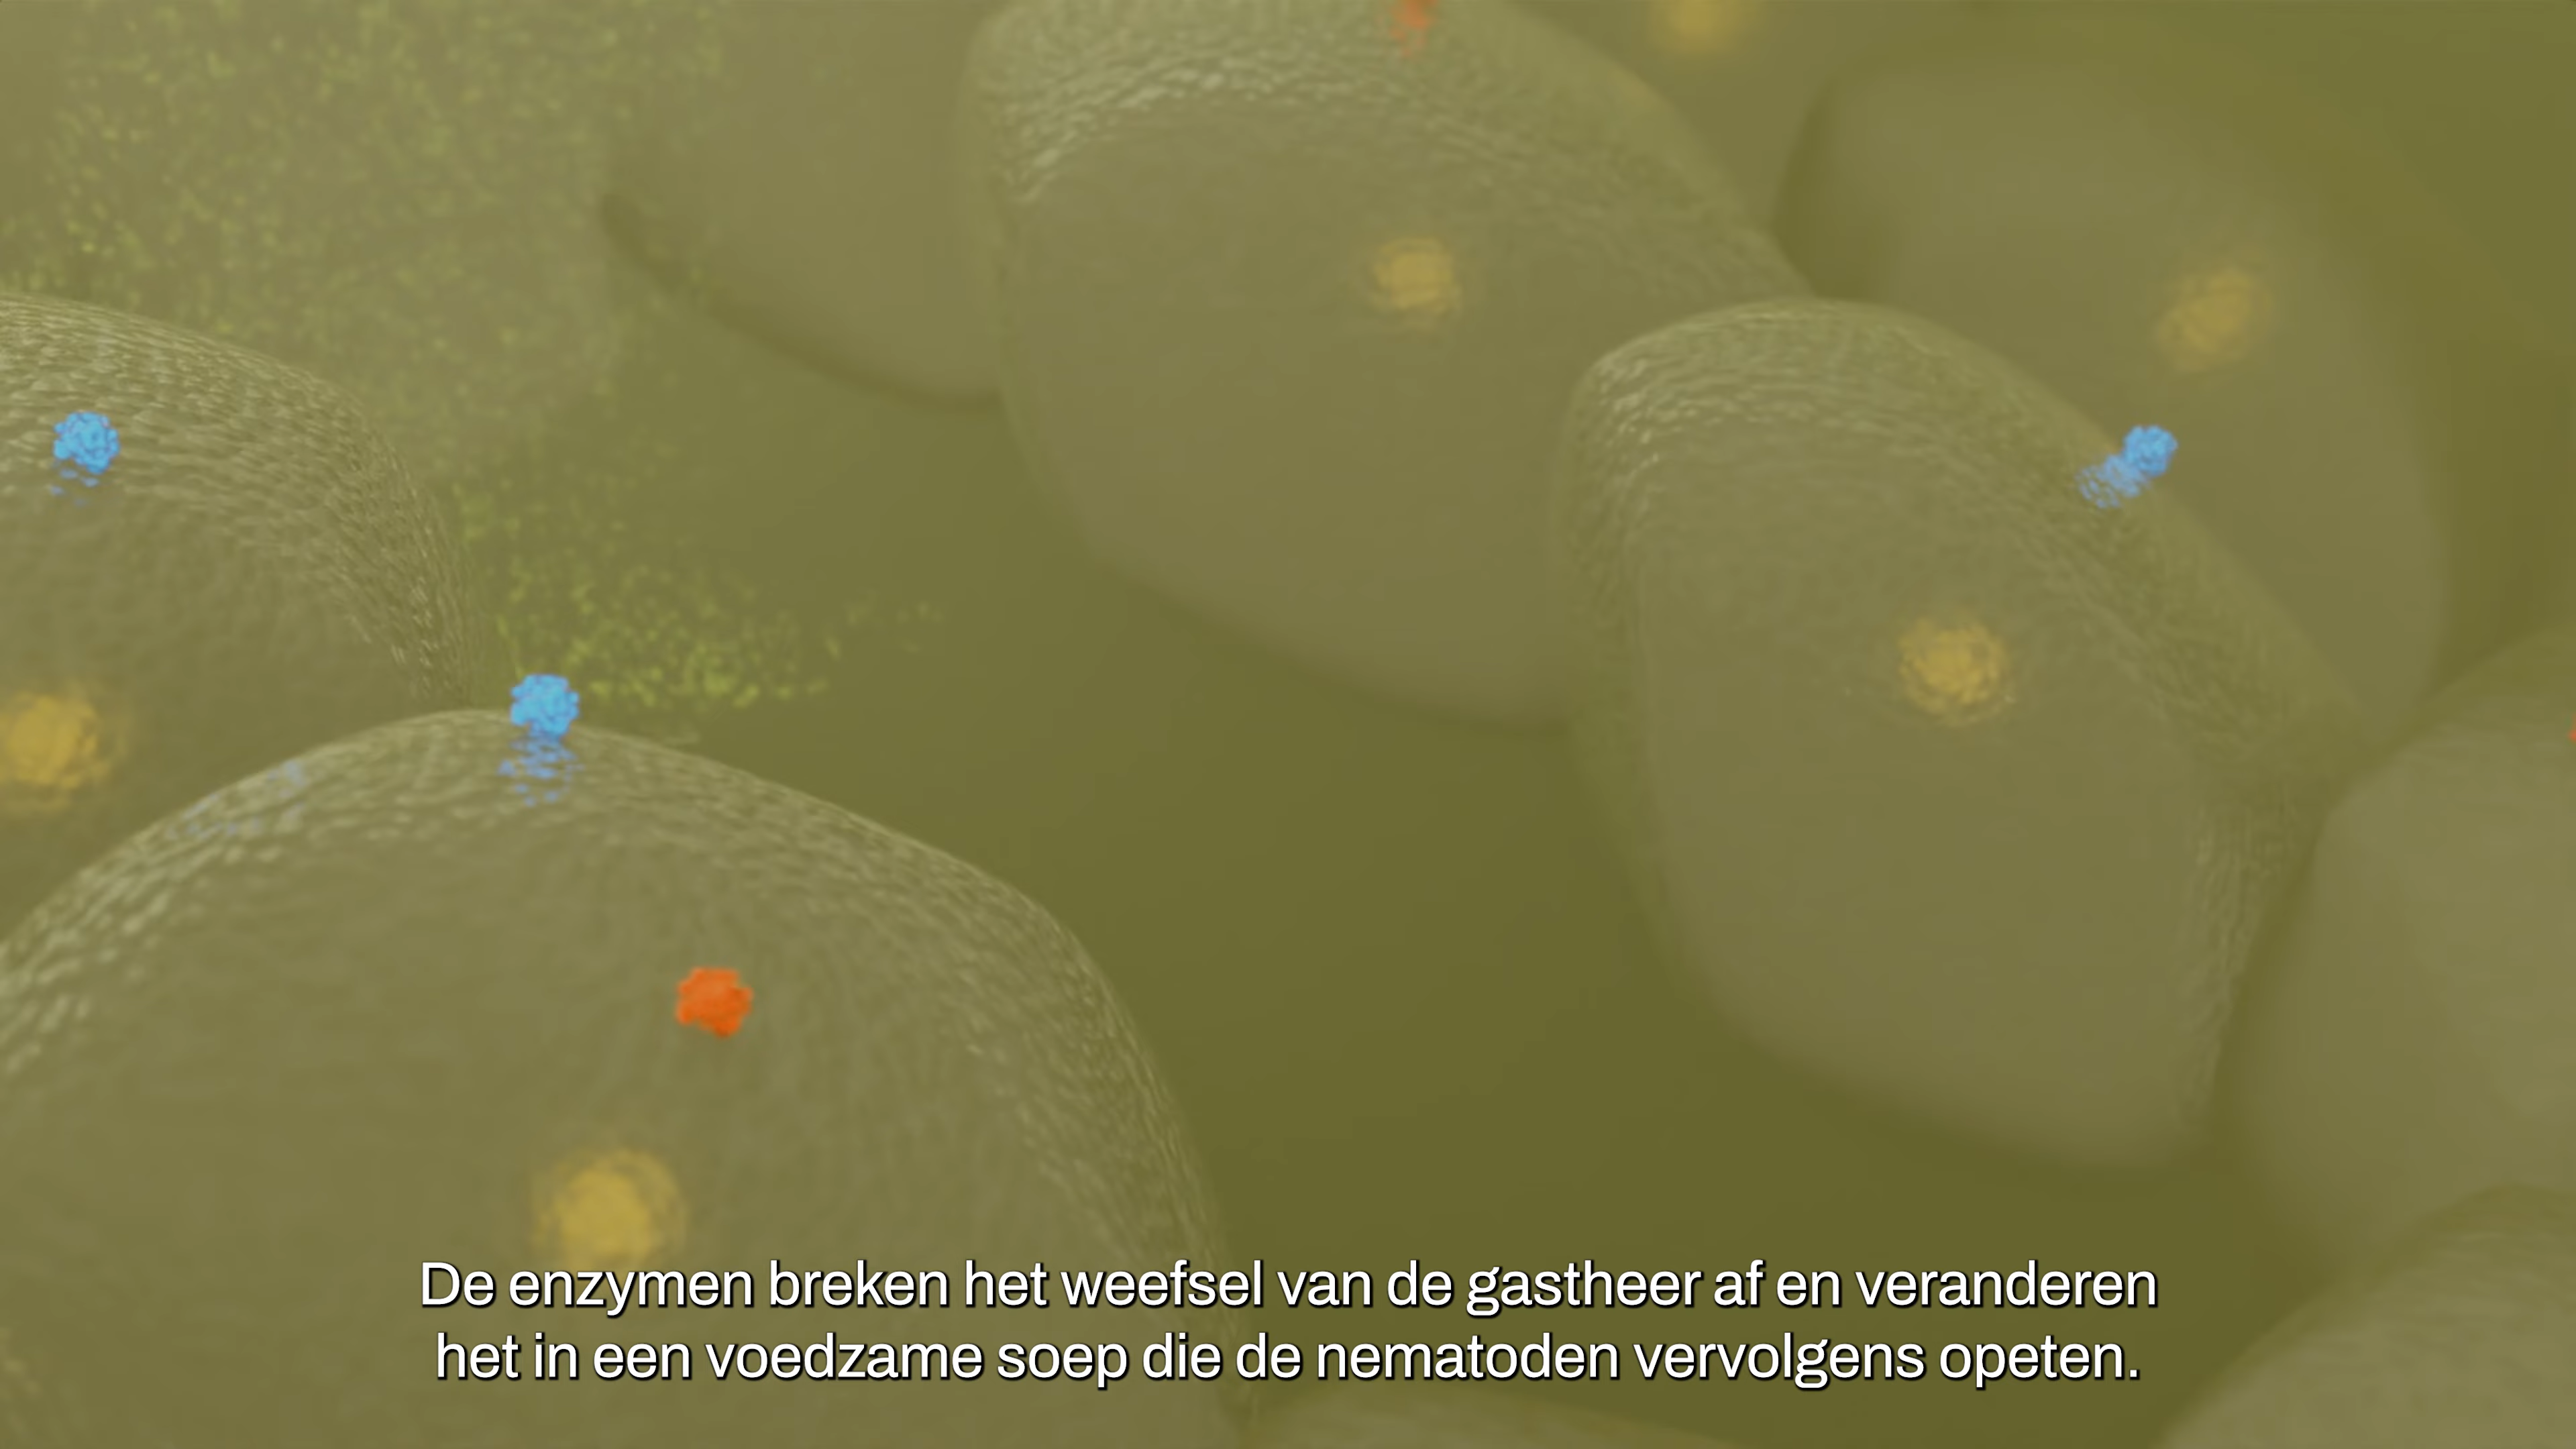 De enzymen breken het weefsel van de gastheer af en veranderen
het in een voedzame soep die de nematoden vervolgens opeten.